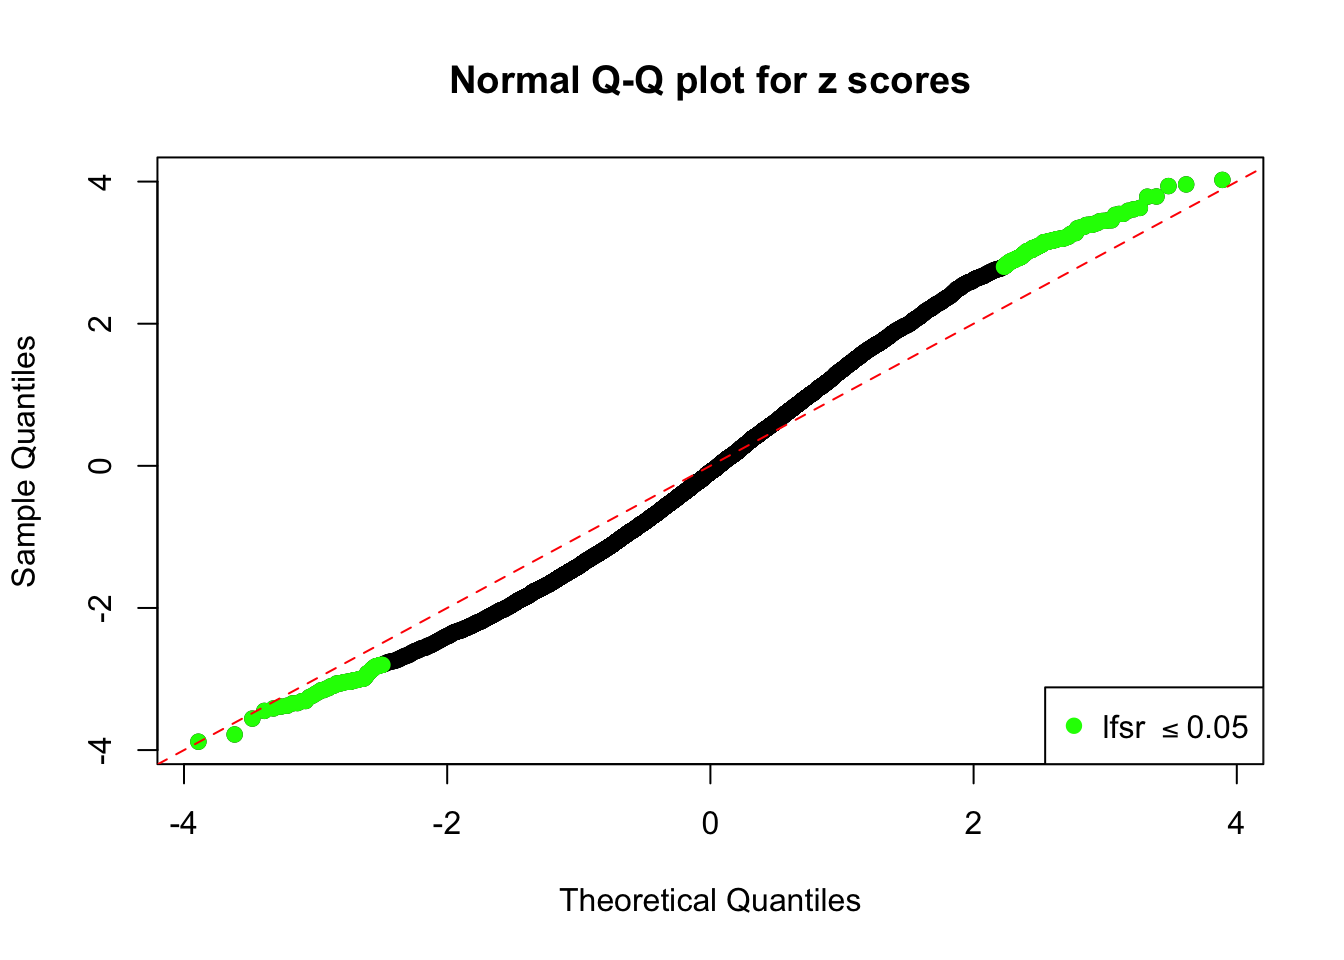 Normal Q-Q plot for z scores
Sample Quantiles
4
2
0
-2
-4
lfsr ≤ 0.05
-4 -2 0 2 4
Theoretical Quantiles